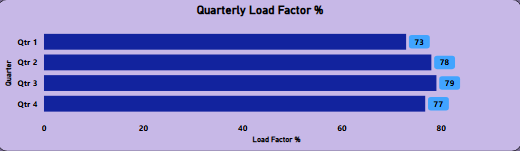 Quarterly Load Factor %
Quarter
Qtr 1 73
Qtr 2 78
Qtr 3 79
Qtr 4 77
0 20 40 60 80
Load Factor %